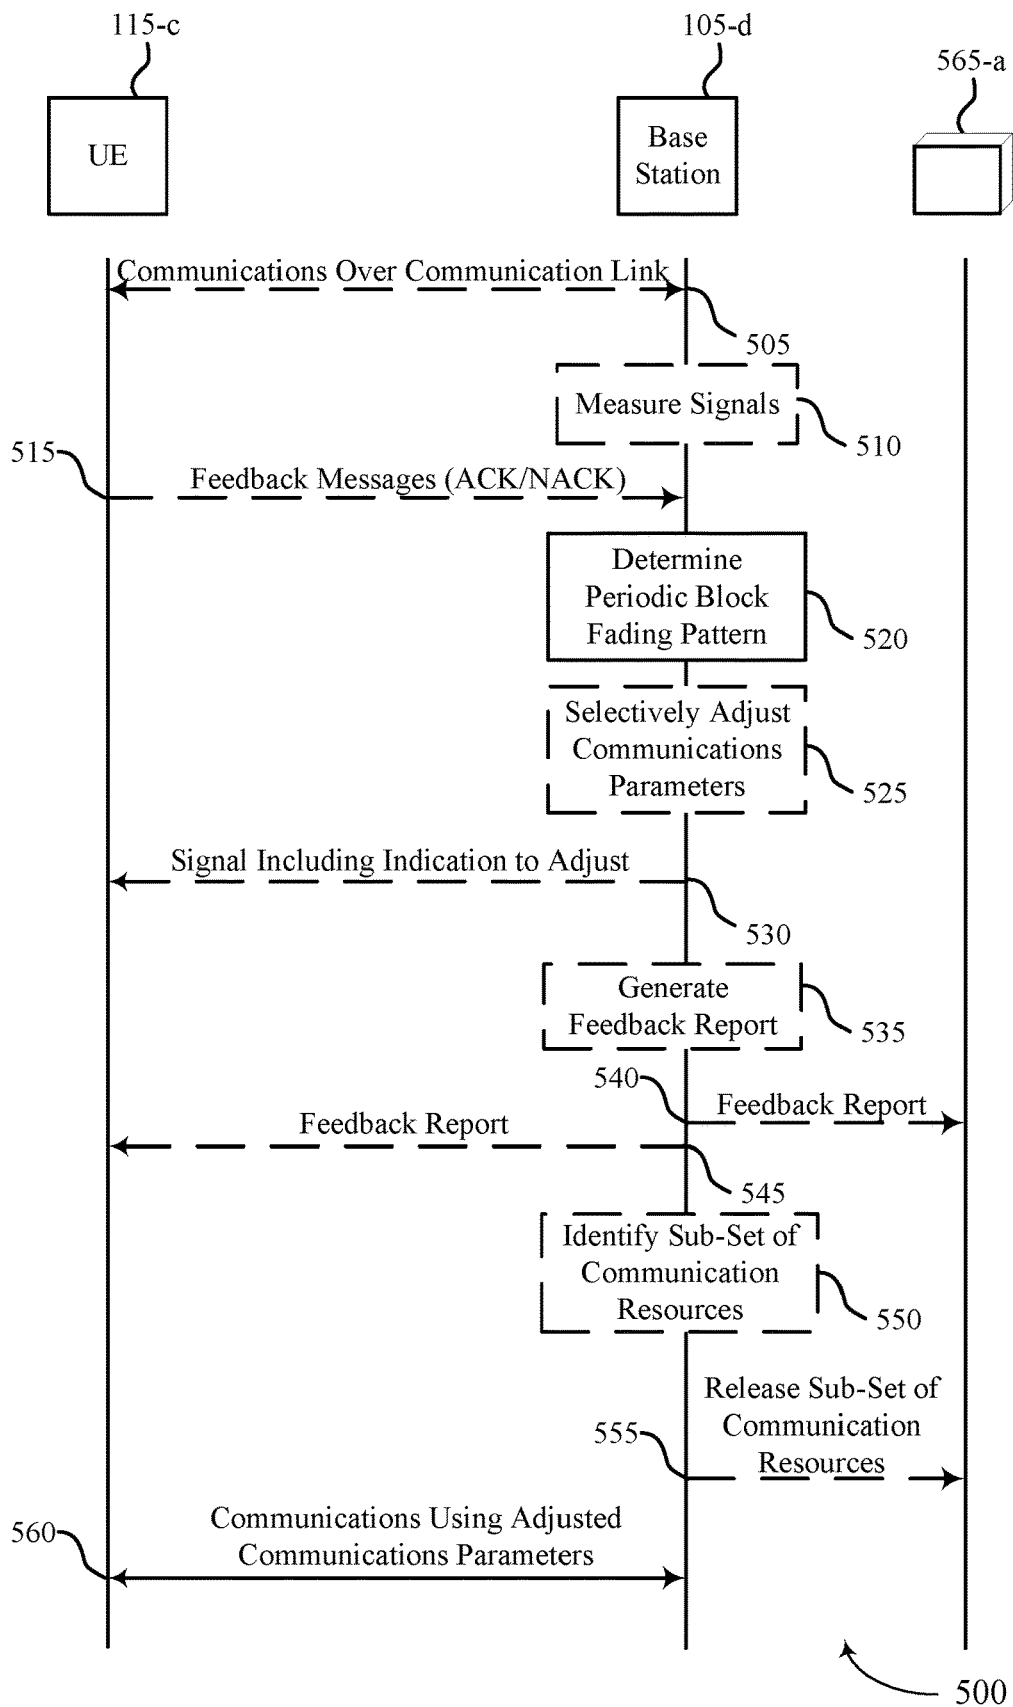 115-c
105-d
565-a
UE
Base
Station
Communications Over Communication Link
505
Measure Signals
510
515
Feedback Messages (ACK/NACK)
Determine
Periodic Block
Fading Pattern
520
Selectively Adjust
Communications
Parameters
525
Signal Including Indication to Adjust
530
Generate
Feedback Report
535
540
Feedback Report
Feedback Report
545
Identify Sub-Set of
Communication
Resources
550
Release Sub-Set of
Communication
Resources
555
Communications Using Adjusted
Communications Parameters
560
500